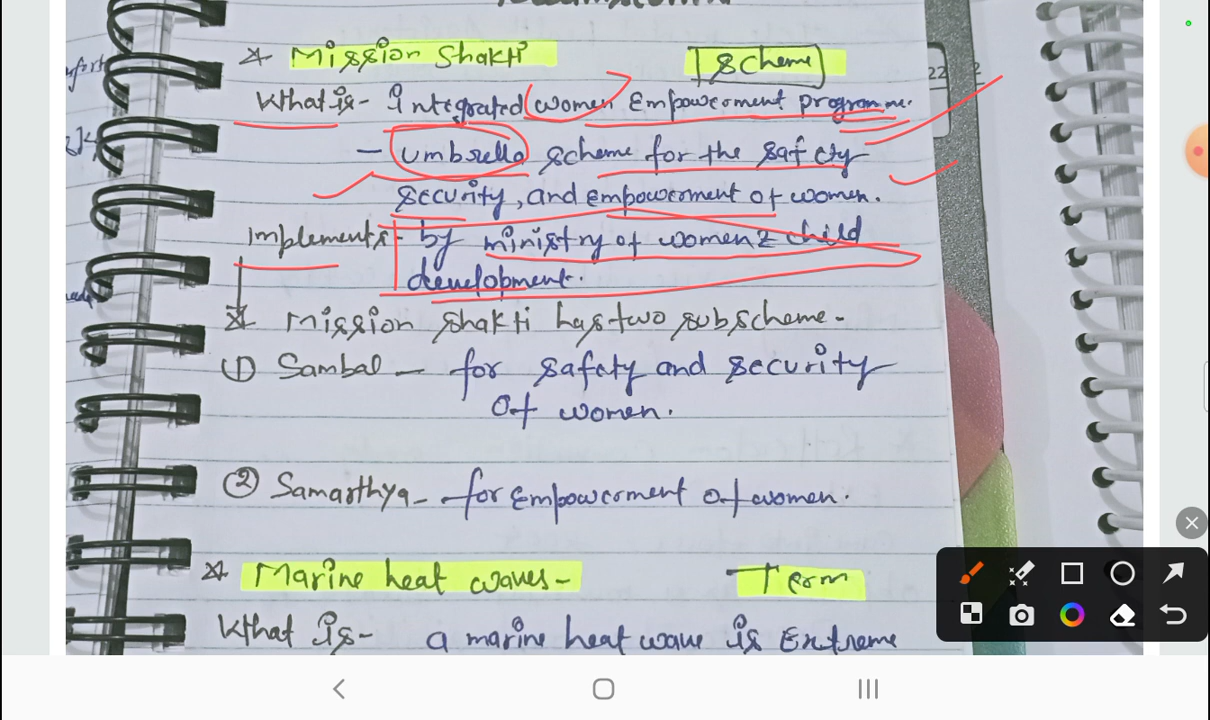 Mission Shakti Scheme
What is- Integrated women Empowerment programme.
- umbrella scheme for the safety
security, and empowerment of women.
Implements- by ministry of women & child
development.
Mission Shakti has two subscheme.
① Sambal - for safety and security
of women.
② Samarthya - for Empowerment of women.
Marine heat waves- Term
What is- a marine heat wave is Extreme
22